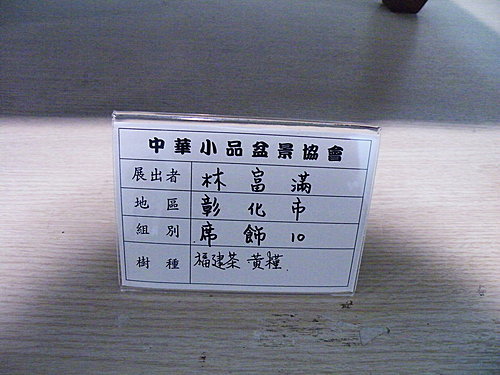 中華小品盆景協會
展出者 林富滿
地區 彰化市
組別 席飾 10
樹種 福建茶 黃槿